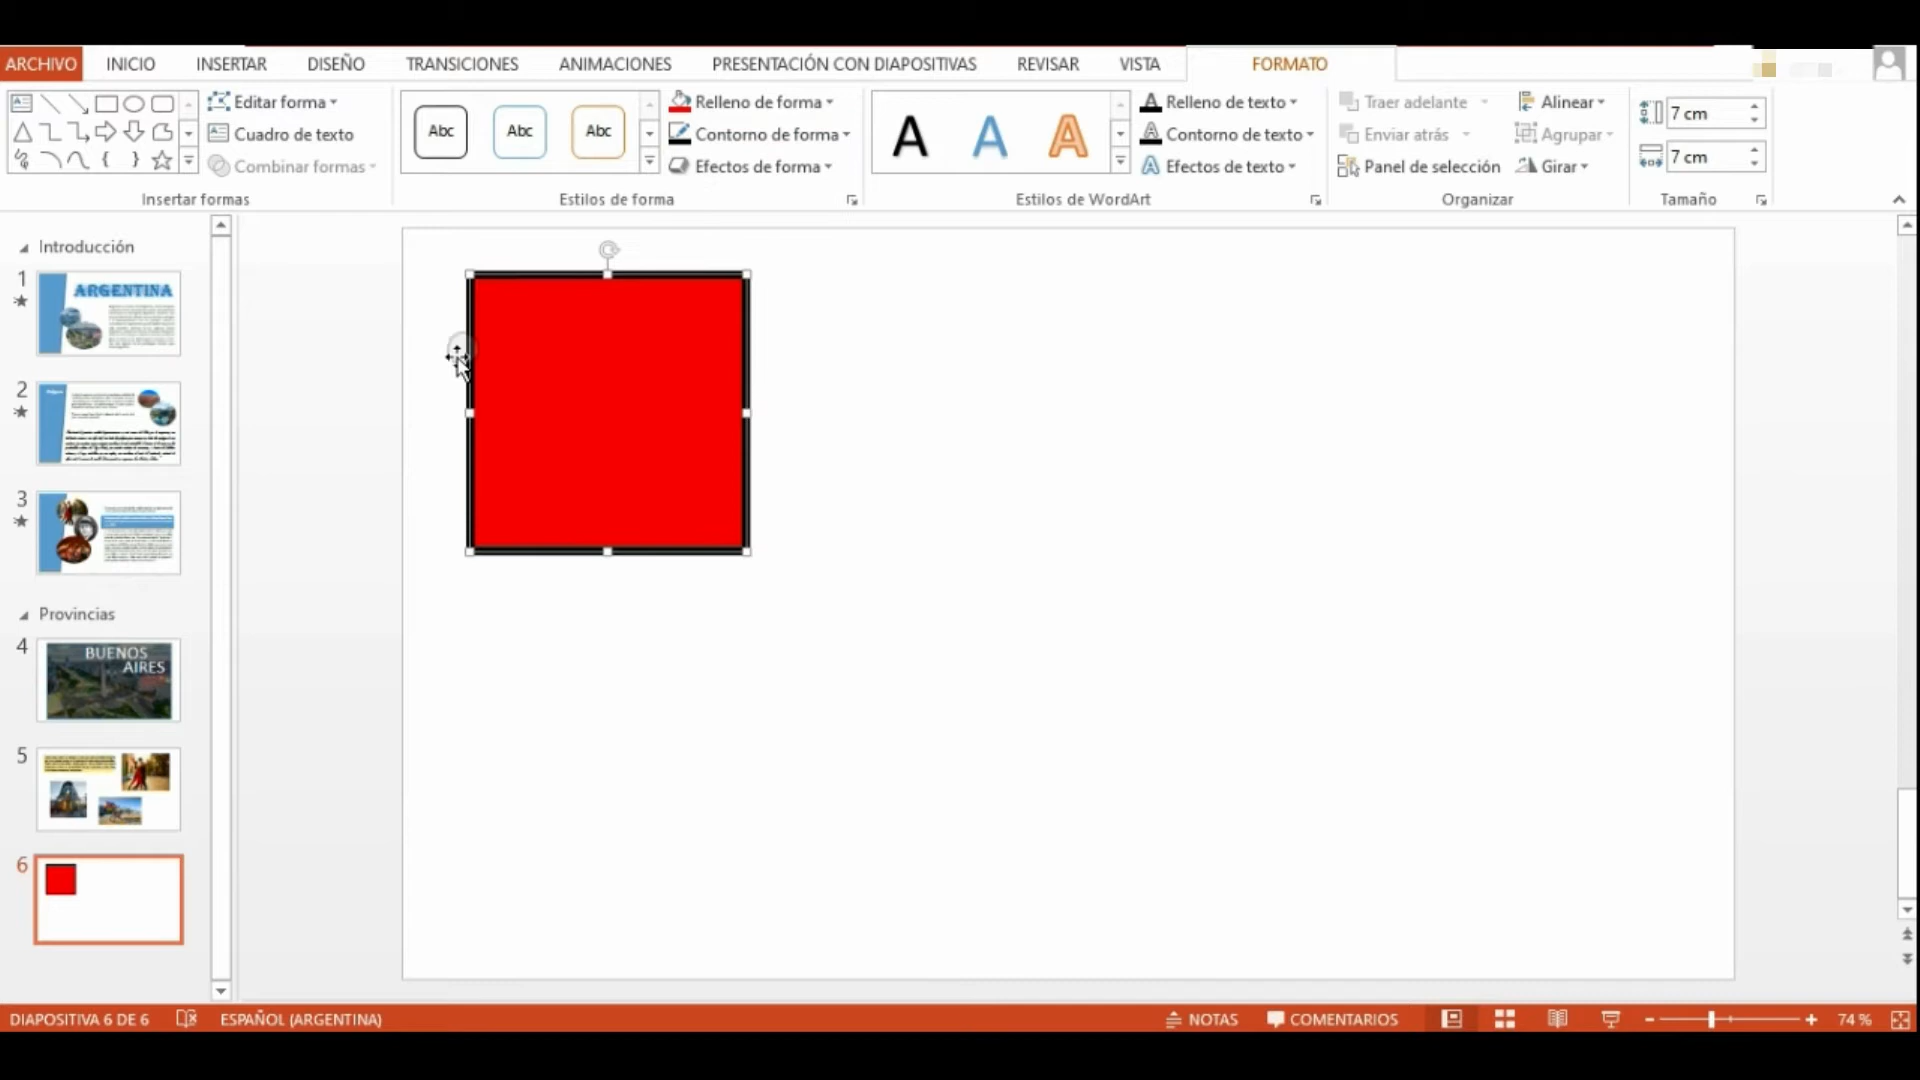 ARCHIVO INICIO INSERTAR DISEÑO TRANSICIONES ANIMACIONES PRESENTACIÓN CON DIAPOSITIVAS REVISAR VISTA FORMATO
Editar forma
Cuadro de texto
Combinar formas
Insertar formas
Abc Abc Abc
Relleno de forma
Contorno de forma
Efectos de forma
Estilos de forma
A A A
Relleno de texto
Contorno de texto
Efectos de texto
Estilos de WordArt
Traer adelante
Enviar atrás
Panel de selección
Alinear
Agrupar
Girar
Organizar
7 cm
7 cm
Tamaño
Introducción
1
ARGENTINA
2
3
Provincias
4
BUENOS
AIRES
5
6
DIAPOSITIVA 6 DE 6 ESPAÑOL (ARGENTINA) NOTAS COMENTARIOS 74 %